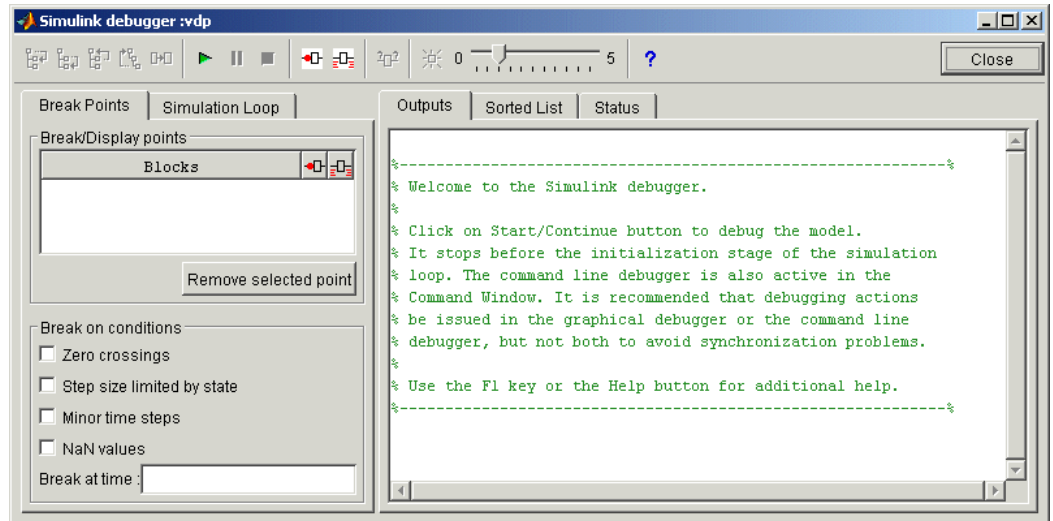 Simulink debugger :vdp
0 5 ? Close
Break Points Simulation Loop
Break/Display points
Blocks
Remove selected point
Break on conditions
Zero crossings
Step size limited by state
Minor time steps
NaN values
Break at time :
Outputs Sorted List Status
%------------------------------------------------------------%
% Welcome to the Simulink debugger.
%
% Click on Start/Continue button to debug the model.
% It stops before the initialization stage of the simulation
% loop. The command line debugger is also active in the
% Command Window. It is recommended that debugging actions
% be issued in the graphical debugger or the command line
% debugger, but not both to avoid synchronization problems.
%
% Use the F1 key or the Help button for additional help.
%------------------------------------------------------------%